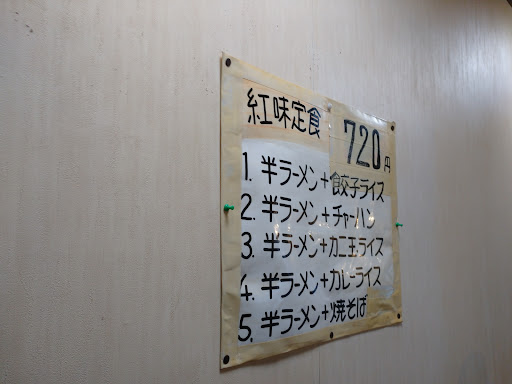 紅味定食 720円
1. 半ラーメン+餃子ライス
2. 半ラーメン+チャーハン
3. 半ラーメン+カニ玉ライス
4. 半ラーメン+カレーライス
5. 半ラーメン+焼そば